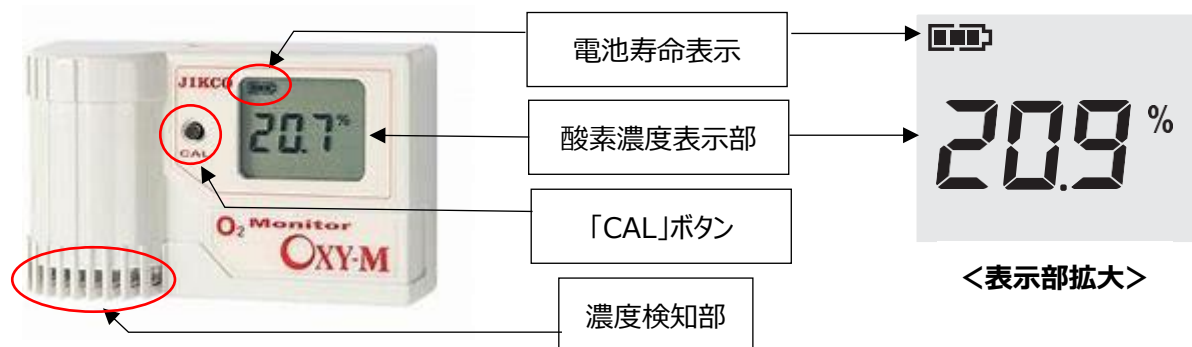 電池寿命表示
JIKCO
酸素濃度表示部
20.7%
20.9%
CAL
「CAL」ボタン
O2 Monitor
OXY-M
<表示部拡大>
濃度検知部